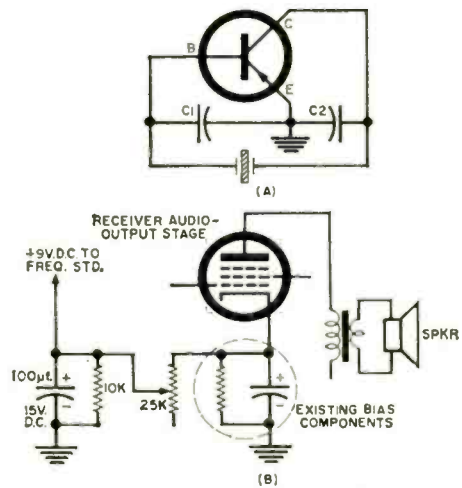 C
B
E
C1
C2
(A)
RECEIVER AUDIO-
OUTPUT STAGE
+9V.D.C. TO
FREQ. STD.
SPKR
100µf.
+
-
15V.
D.C.
10K
25K
+
-
EXISTING BIAS
COMPONENTS
(B)